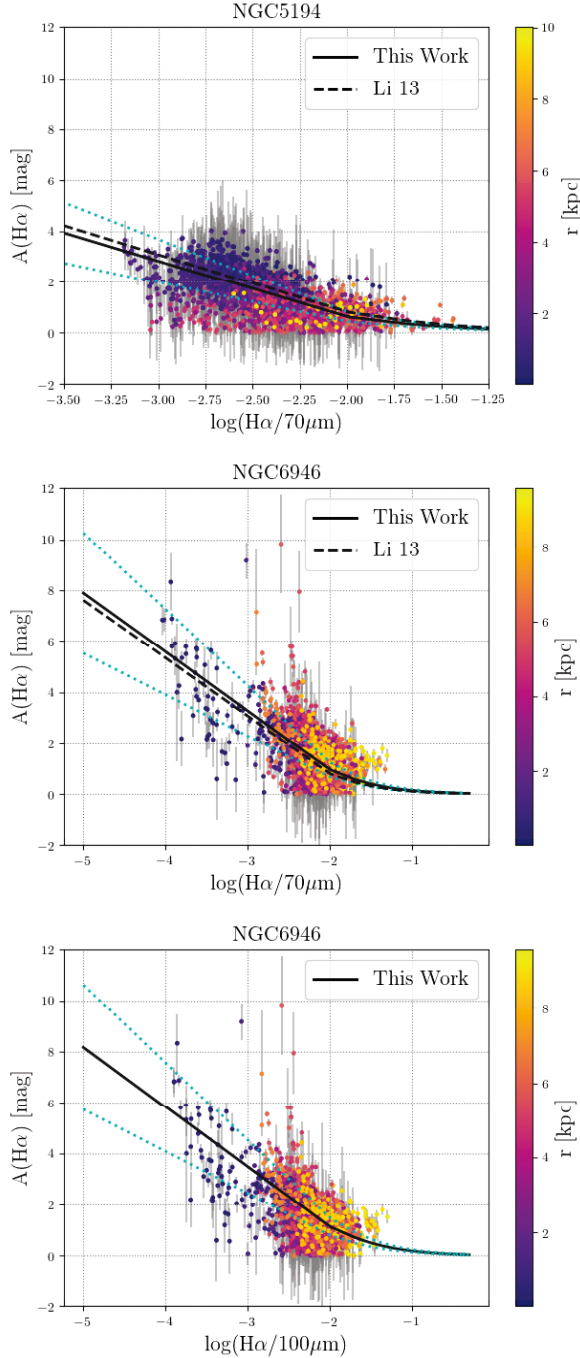 NGC5194
This Work
Li 13
12
10
8
6
4
2
0
−2
A(Hα) [mag]
−3.50 −3.25 −3.00 −2.75 −2.50 −2.25 −2.00 −1.75 −1.50 −1.25
log(Hα/70μm)
10
8
6
4
2
r [kpc]
NGC6946
This Work
Li 13
12
10
8
6
4
2
0
−2
A(Hα) [mag]
−5 −4 −3 −2 −1
log(Hα/70μm)
8
6
4
2
r [kpc]
NGC6946
This Work
12
10
8
6
4
2
0
−2
A(Hα) [mag]
−5 −4 −3 −2 −1
log(Hα/100μm)
8
6
4
2
r [kpc]